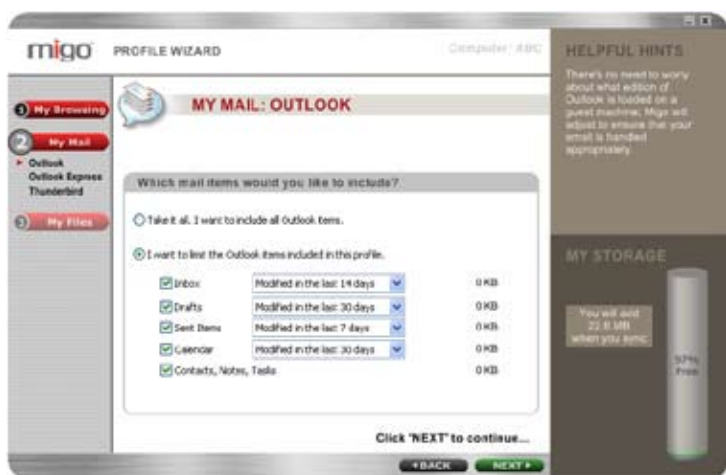 migo PROFILE WIZARD Computer: ABC
1 My Browsing
2 My Mail
Outlook
Outlook Express
Thunderbird
3 My Files
MY MAIL: OUTLOOK
Which mail items would you like to include?
Take it all. I want to include all Outlook items.
I want to limit the Outlook items included in this profile.
Inbox Modified in the last 14 days 0 KB
Drafts Modified in the last 30 days 0 KB
Sent Items Modified in the last 7 days 0 KB
Calendar Modified in the last 30 days 0 KB
Contacts, Notes, Tasks 0 KB
Click "NEXT" to continue...
BACK NEXT
HELPFUL HINTS
There's no need to worry
about what edition of
Outlook is loaded on a
guest machine; Migo will
adjust to ensure that your
email is handled
appropriately.
MY STORAGE
You will add
22.8 MB
when you sync
97%
Free